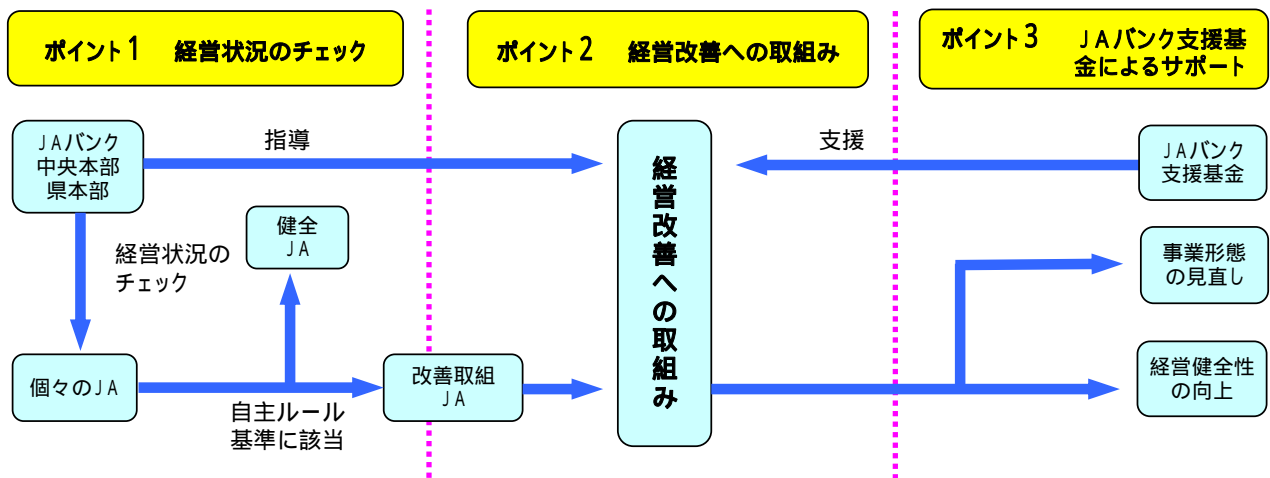 ポイント1 経営状況のチェック
ポイント2 経営改善への取組み
ポイント3 JAバンク支援基
金によるサポート
JAバンク
中央本部
県本部
指導
経営状況の
チェック
健全
JA
個々のJA
自主ルール
基準に該当
改善取組
JA
経営改善への取組み
支援
JAバンク
支援基金
事業形態
の見直し
経営健全性
の向上